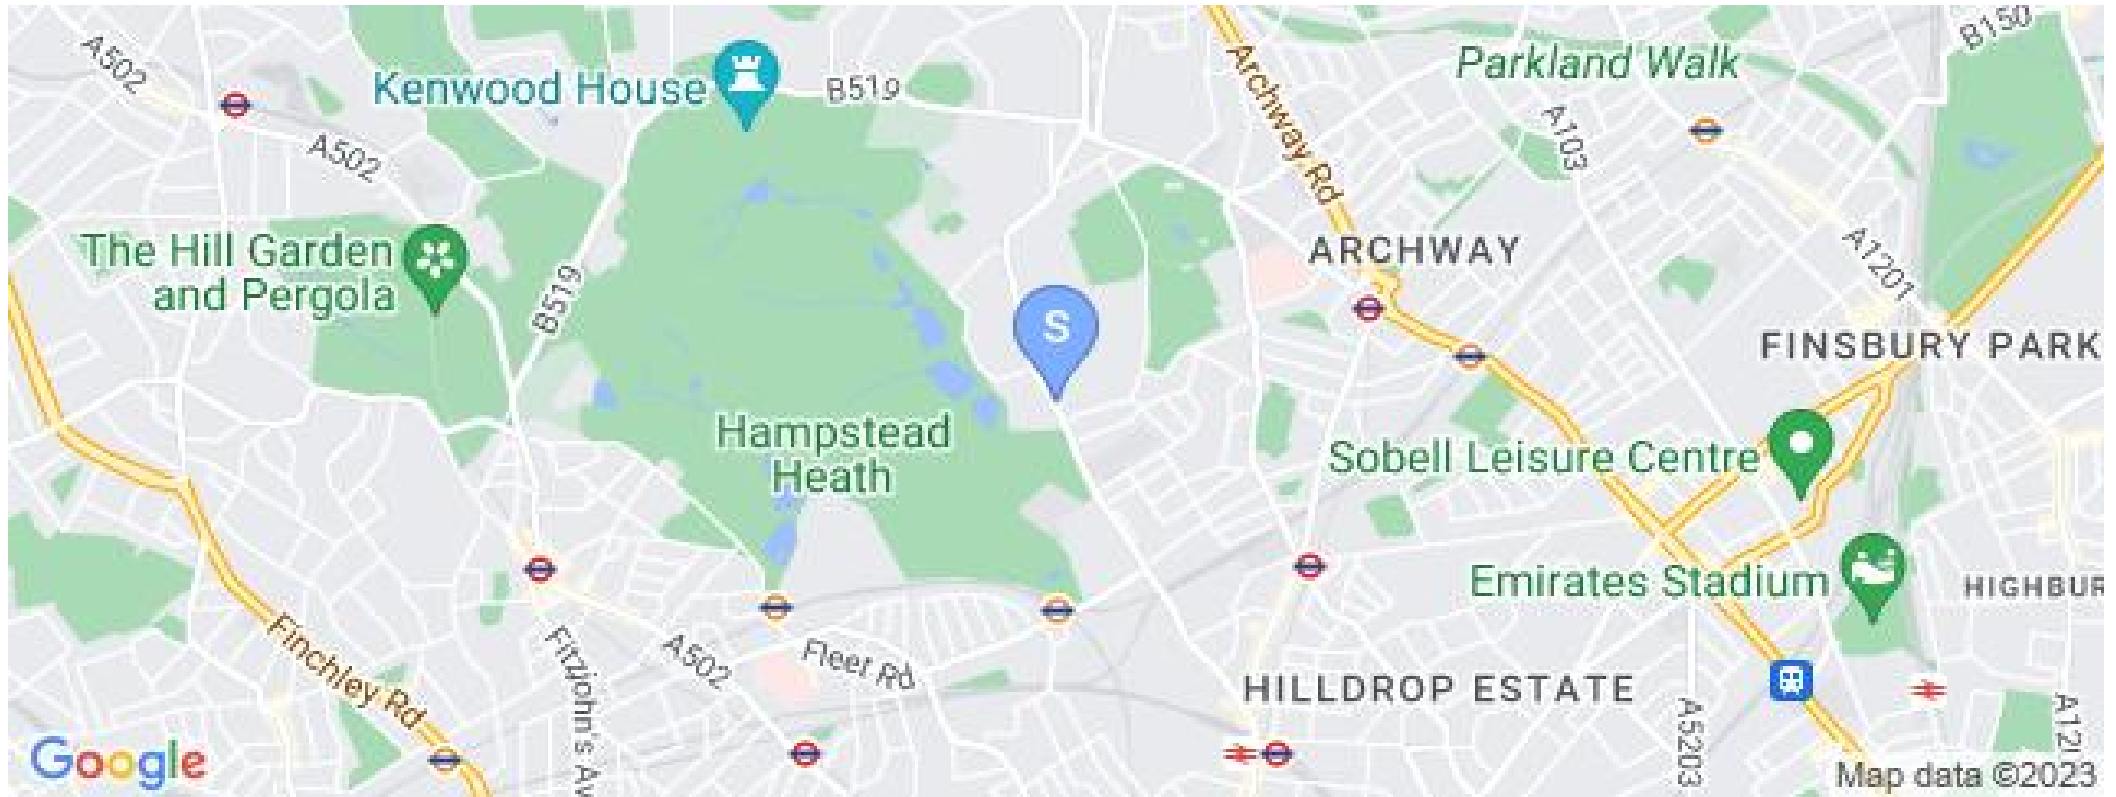 A502
Kenwood House
B519
Archway Rd
Parkland Walk
B150
A103
A502
The Hill Garden
and Pergola
B519
ARCHWAY
A1201
S
FINSBURY PARK
Hampstead
Heath
Sobell Leisure Centre
Emirates Stadium
HIGHBUR
Finchley Rd
Fitzjohn's Av
A502
Fleet Rd
HILLDROP ESTATE
A5203
A120
Google
Map data ©2023